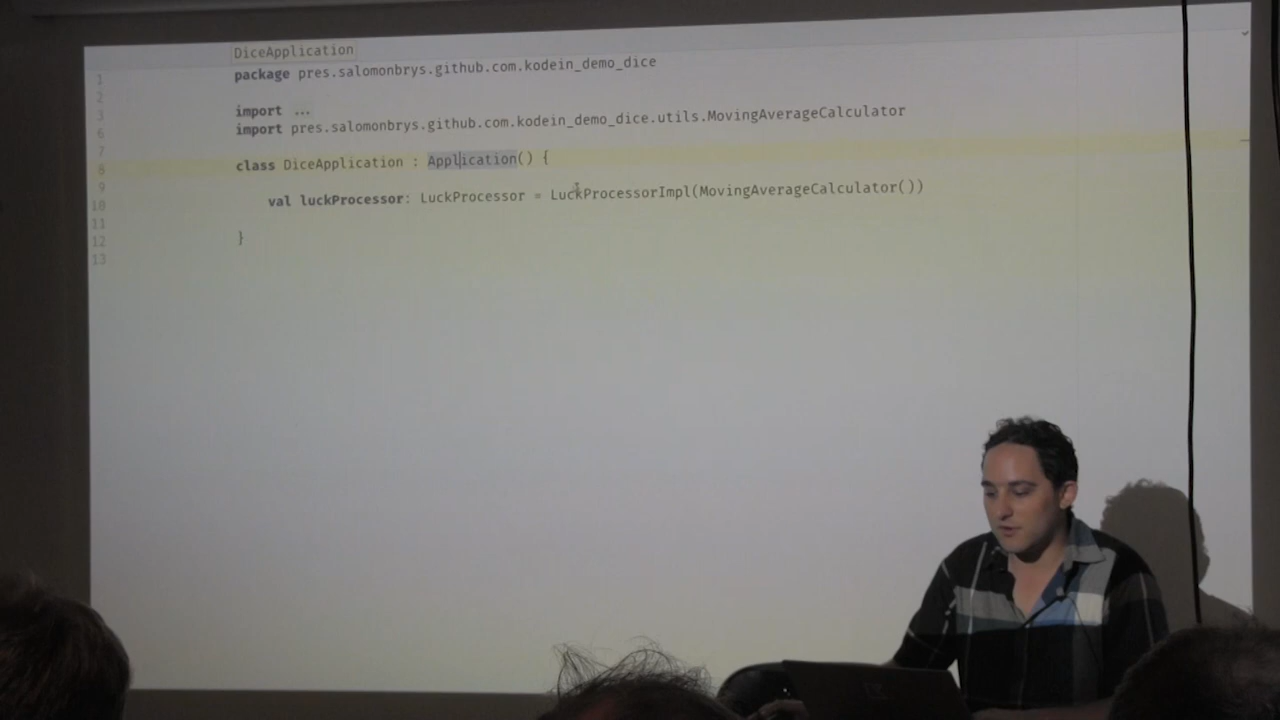 DiceApplication
1 package pres.salomonbrys.github.com.kodein_demo_dice
2
3 import ...
6 import pres.salomonbrys.github.com.kodein_demo_dice.utils.MovingAverageCalculator
7
8 class DiceApplication : Application() {
9
10 val luckProcessor: LuckProcessor = LuckProcessorImpl(MovingAverageCalculator())
11
12 }
13